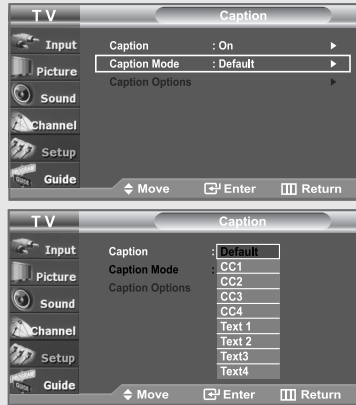 TV Caption
Input
Picture
Sound
Channel
Setup
Guide
Caption : On
Caption Mode : Default
Caption Options
Move Enter Return
TV Caption
Input
Picture
Sound
Channel
Setup
Guide
Caption : Default
Caption Mode : CC1
Caption Options CC2
CC3
CC4
Text 1
Text 2
Text3
Text4
Move Enter Return